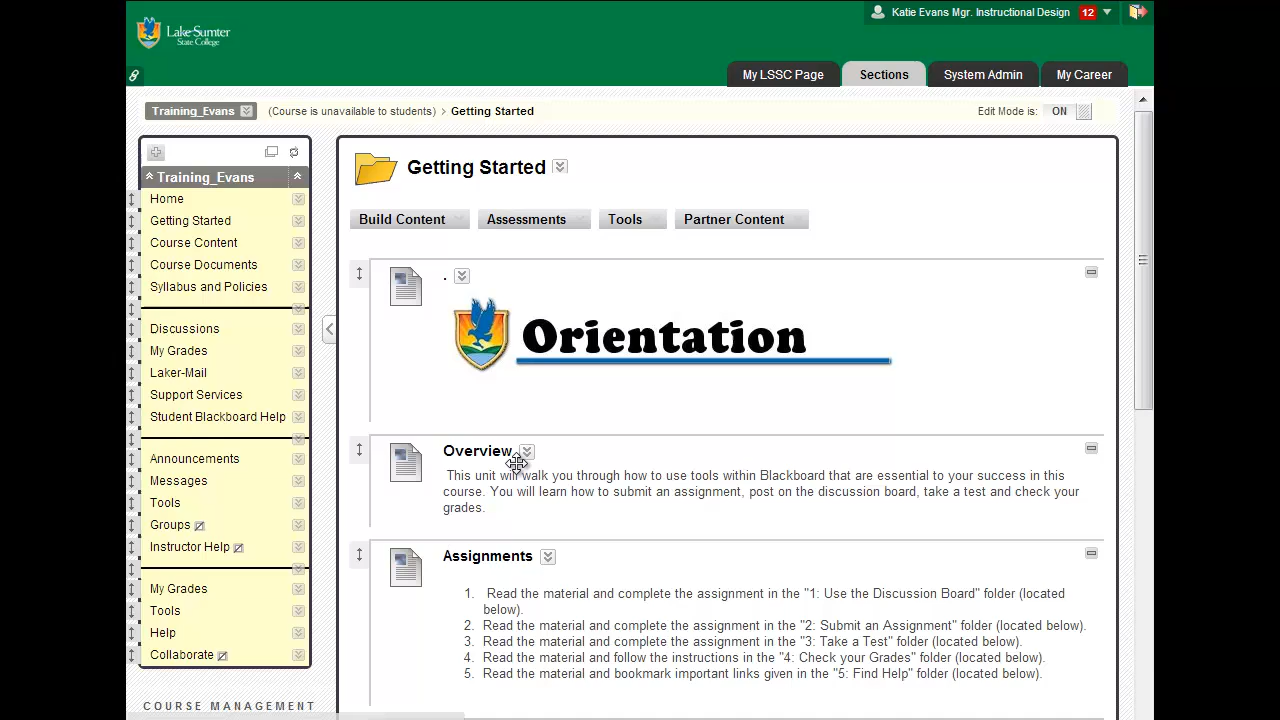 Katie Evans Mgr. Instructional Design 12
Lake-Sumter
State College
My LSSC Page
Sections
System Admin
My Career
Training_Evans
(Course is unavailable to students) > Getting Started
Edit Mode is: ON
Training_Evans
Home
Getting Started
Course Content
Course Documents
Syllabus and Policies
Discussions
My Grades
Laker-Mail
Support Services
Student Blackboard Help
Announcements
Messages
Tools
Groups
Instructor Help
My Grades
Tools
Help
Collaborate
COURSE MANAGEMENT
Getting Started
Build Content
Assessments
Tools
Partner Content
.
Orientation
Overview
This unit will walk you through how to use tools within Blackboard that are essential to your success in this
course. You will learn how to submit an assignment, post on the discussion board, take a test and check your
grades.
Assignments
1. Read the material and complete the assignment in the "1: Use the Discussion Board" folder (located
below).
2. Read the material and complete the assignment in the "2: Submit an Assignment" folder (located below).
3. Read the material and complete the assignment in the "3: Take a Test" folder (located below).
4. Read the material and follow the instructions in the "4: Check your Grades" folder (located below).
5. Read the material and bookmark important links given in the "5: Find Help" folder (located below).